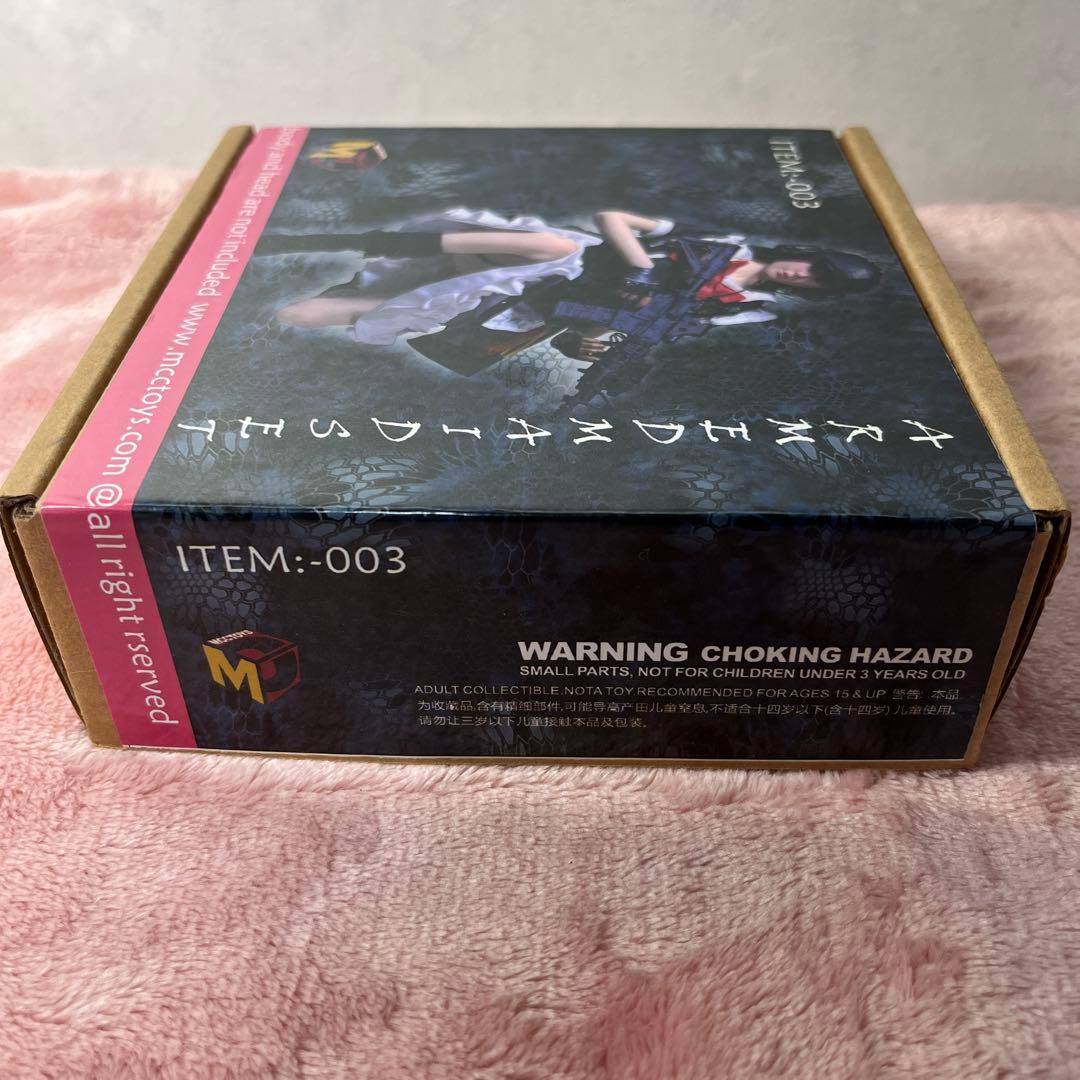 ITEM:-003
ARMEDMAIDSET
body and head are not included www.mcctoys.com @all right rserved
ITEM:-003
MCCTOYS
M
WARNING CHOKING HAZARD
SMALL PARTS, NOT FOR CHILDREN UNDER 3 YEARS OLD
ADULT COLLECTIBLE.NOTA TOY.RECOMMENDED FOR AGES 15 & UP 警告: 本品
为收藏品,含有精细部件,可能导高产田儿童窒息,不适合十四岁以下(含十四岁)儿童使用。
请勿让三岁以下儿童接触本品及包装。